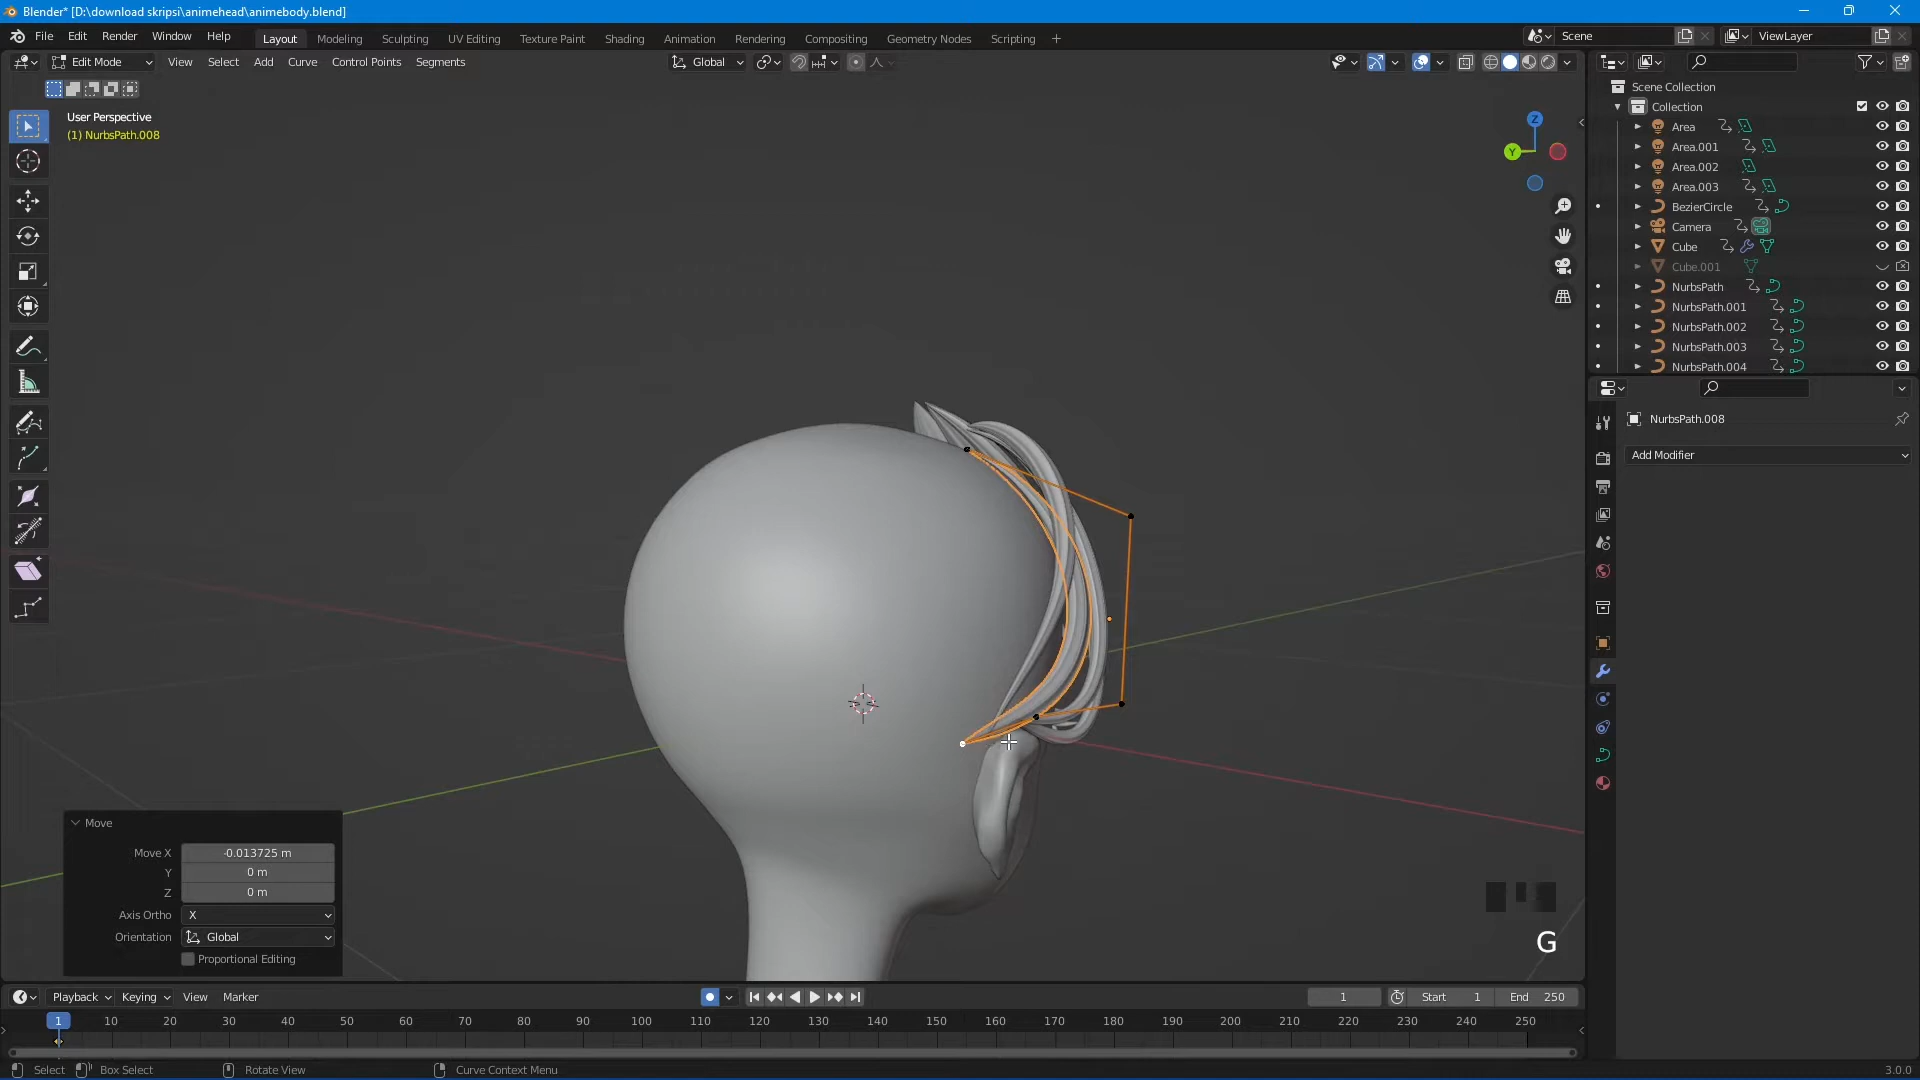 Blender* [D:\download skripsi\animehead\animebody.blend]
File Edit Render Window Help Layout Modeling Sculpting UV Editing Texture Paint Shading Animation Rendering Compositing Geometry Nodes Scripting Scene ViewLayer
Edit Mode View Select Add Curve Control Points Segments Global
User Perspective
(1) NurbsPath.008
Z
Y
Scene Collection
Collection
Area
Area.001
Area.002
Area.003
BezierCircle
Camera
Cube
Cube.001
NurbsPath
NurbsPath.001
NurbsPath.002
NurbsPath.003
NurbsPath.004
NurbsPath.008
Add Modifier
Move
Move X -0.013725 m
Y 0 m
Z 0 m
Axis Ortho X
Orientation Global
Proportional Editing
G
Playback Keying View Marker 1 Start 1 End 250
1 10 20 30 40 50 60 70 80 90 100 110 120 130 140 150 160 170 180 190 200 210 220 230 240 250
Select Box Select Rotate View Curve Context Menu 3.0.0